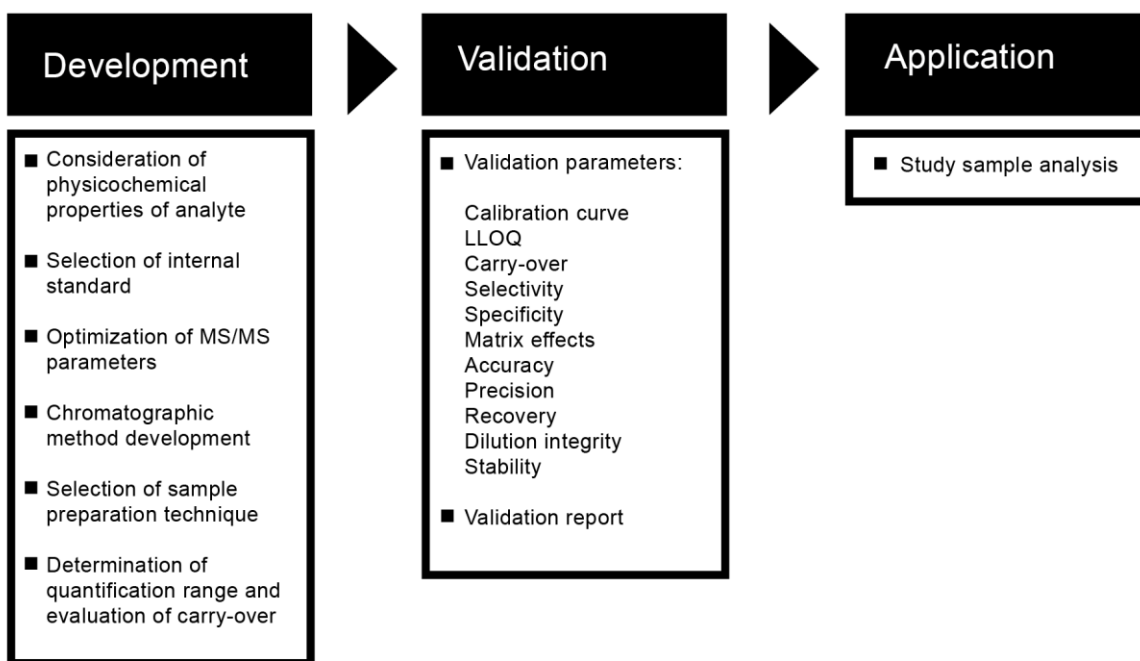 Development
Validation
Application
■ Consideration of
physicochemical
properties of analyte
■ Selection of internal
standard
■ Optimization of MS/MS
parameters
■ Chromatographic
method development
■ Selection of sample
preparation technique
■ Determination of
quantification range and
evaluation of carry-over
■ Validation parameters:
Calibration curve
LLOQ
Carry-over
Selectivity
Specificity
Matrix effects
Accuracy
Precision
Recovery
Dilution integrity
Stability
■ Validation report
■ Study sample analysis